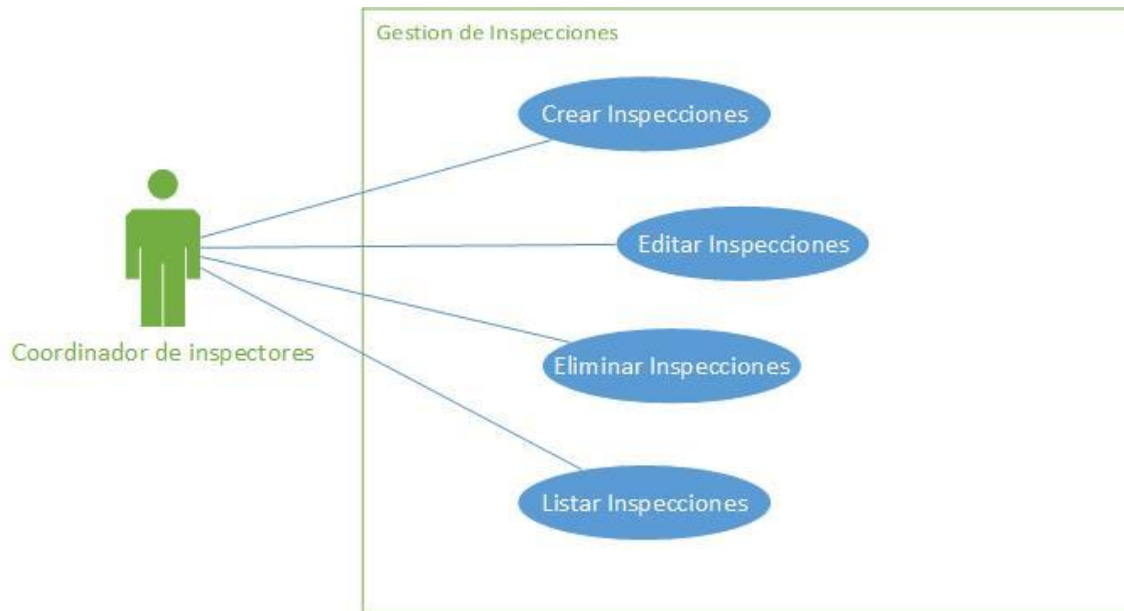 Gestion de Inspecciones
Crear Inspecciones
Editar Inspecciones
Coordinador de inspectores
Eliminar Inspecciones
Listar Inspecciones